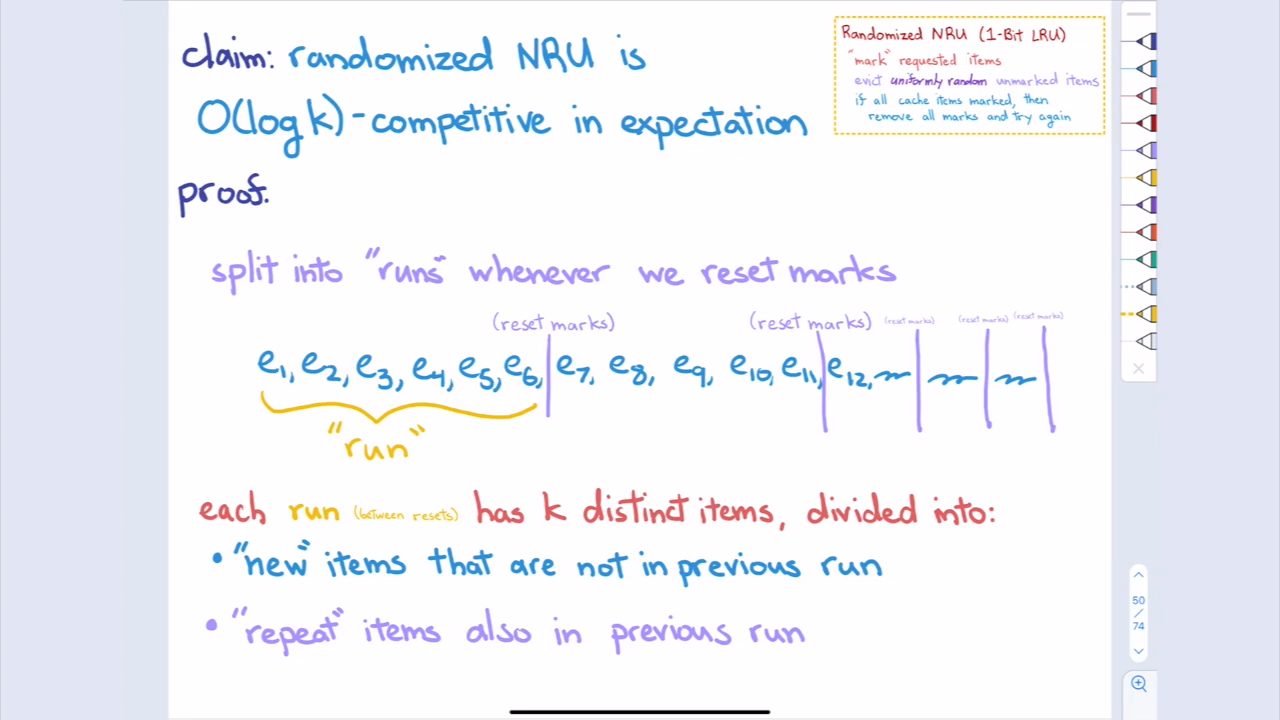 claim: randomized NRU is
O(log k)-competitive in expectation
Randomized NRU (1-Bit LRU)
"mark" requested items
evict uniformly random unmarked items
if all cache items marked, then
remove all marks and try again
proof.
split into "runs" whenever we reset marks
(reset marks) (reset marks) (reset marks) (reset marks) (reset marks)
e1, e2, e3, e4, e5, e6, e7, e8, e9, e10, e11, e12,
"run"
each run (between resets) has k distinct items, divided into:
• "new" items that are not in previous run
• "repeat" items also in previous run
50
/
74